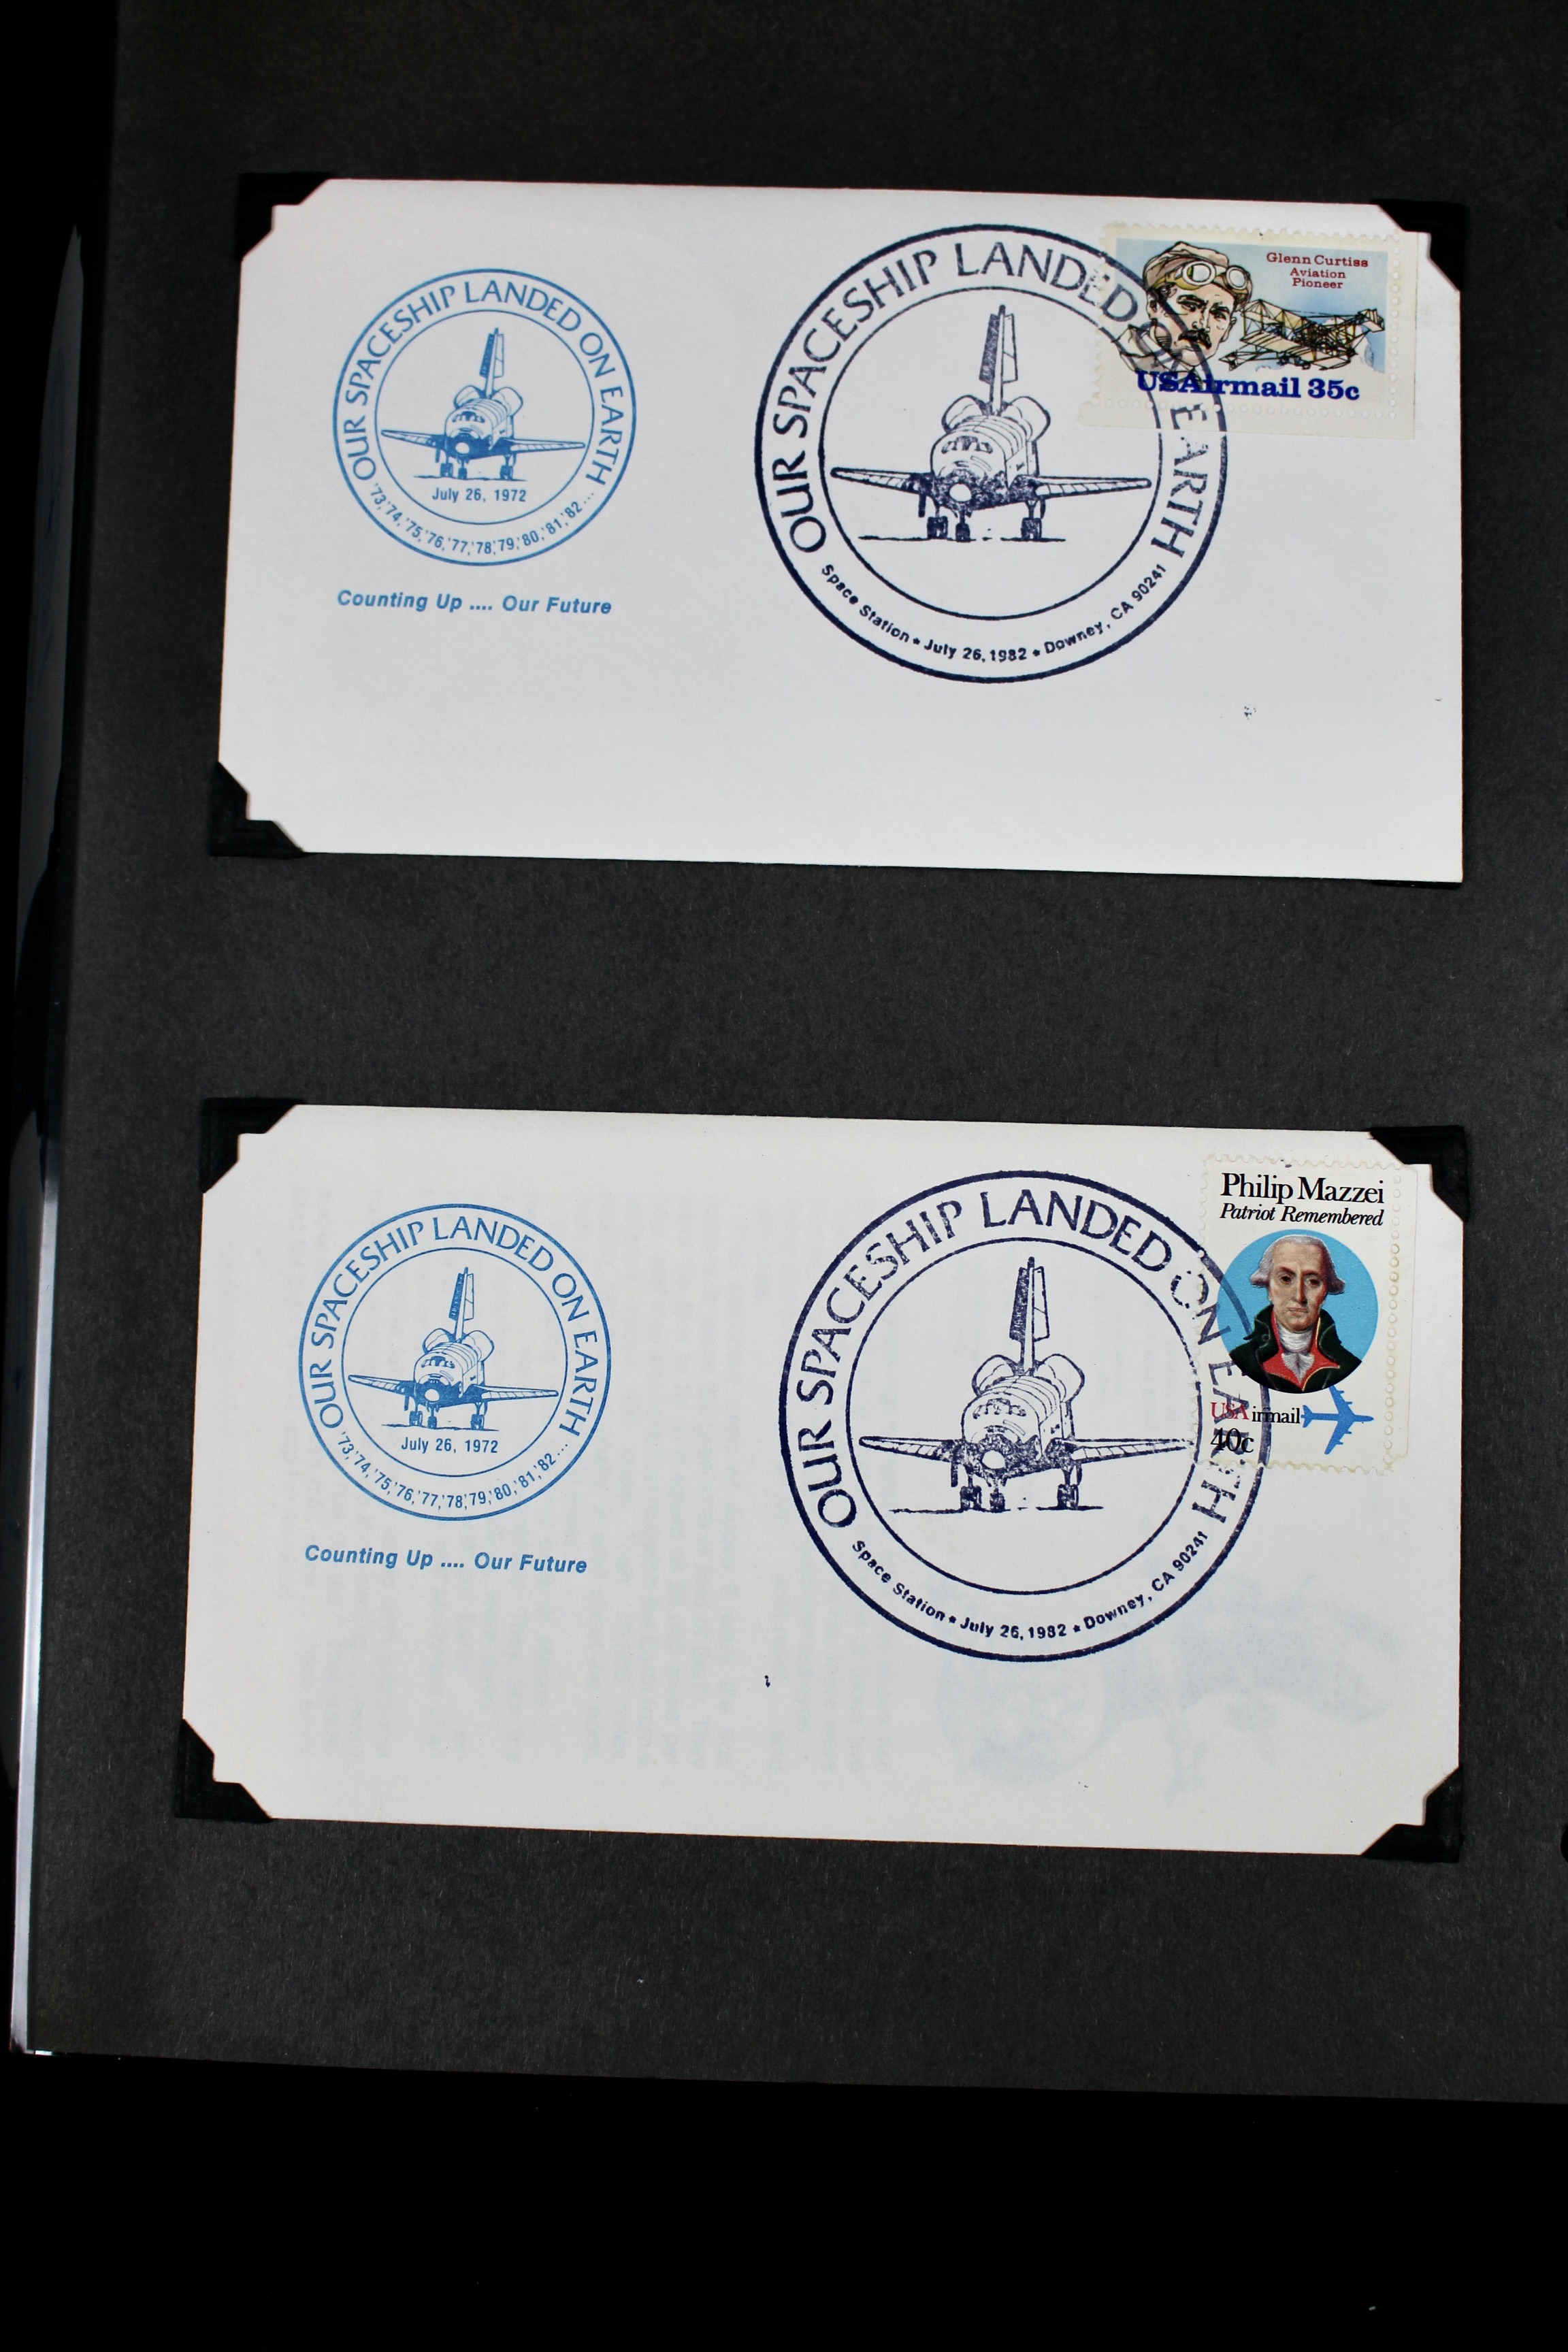 OUR SPACESHIP LANDED ON EARTH
July 26, 1972
'73,'74,'75,'76,'77,'78,'79,'80,'81,'82...
Counting Up .... Our Future
OUR SPACESHIP LANDED ON EARTH
Space Station * July 26, 1982 * Downey, CA 90241
Glenn Curtiss
Aviation
Pioneer
USAirmail 35c
OUR SPACESHIP LANDED ON EARTH
July 26, 1972
'73,'74,'75,'76,'77,'78,'79,'80,'81,'82...
Counting Up .... Our Future
OUR SPACESHIP LANDED ON EARTH
Space Station * July 26, 1982 * Downey, CA 90241
Philip Mazzei
Patriot Remembered
USAirmail
40c